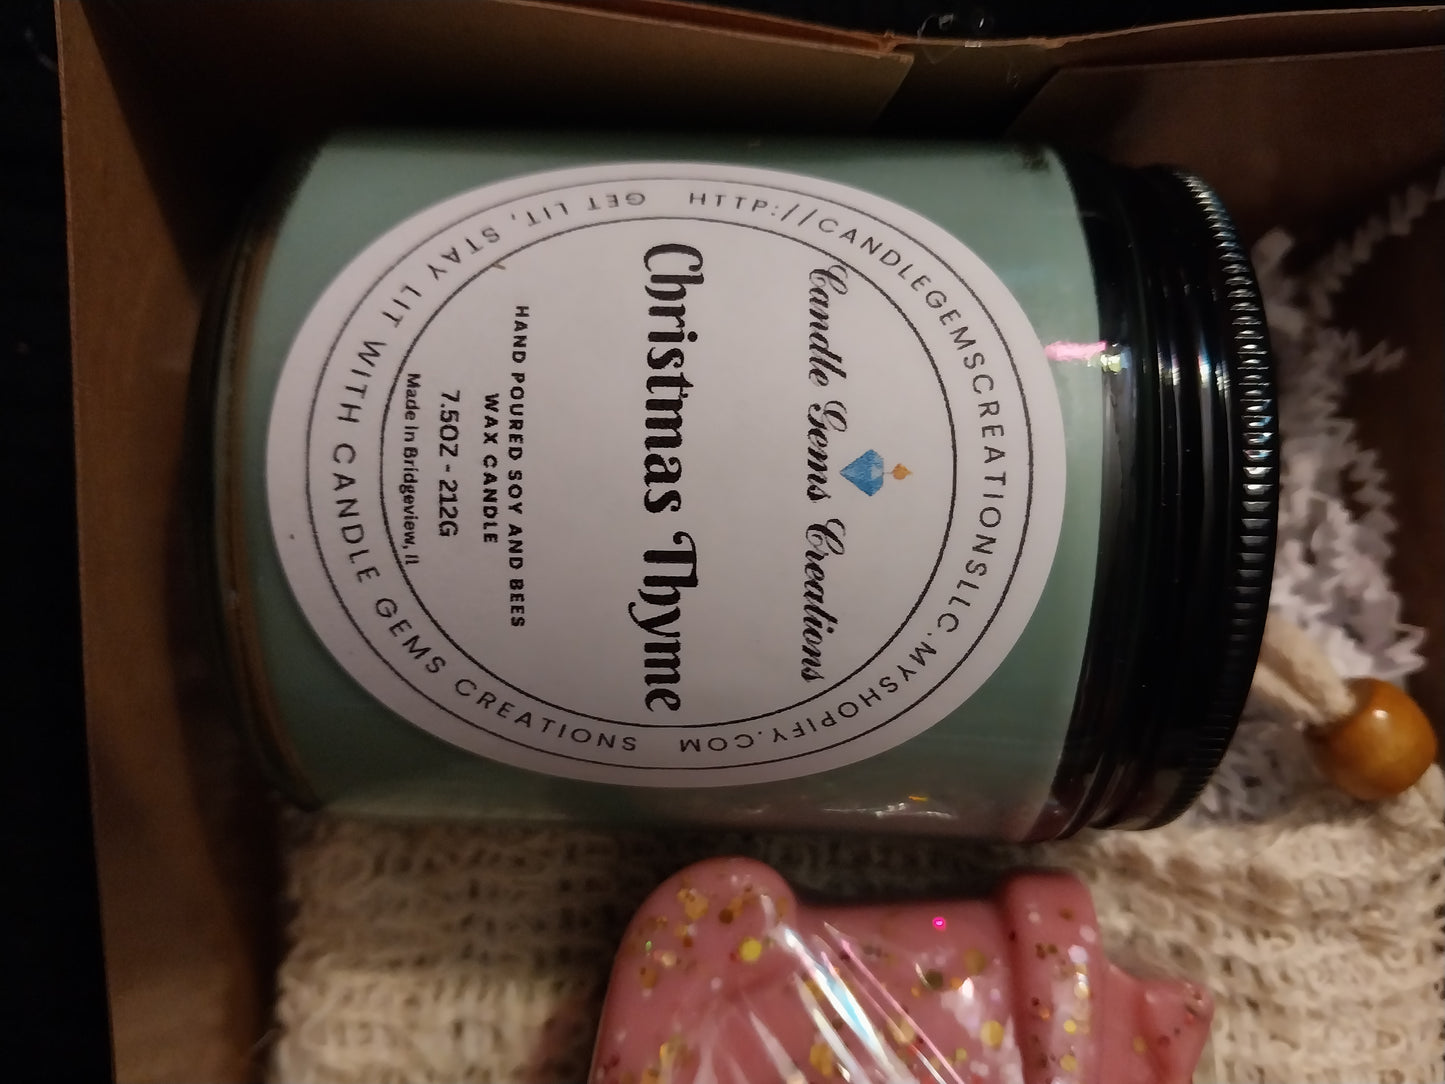 HTTP://CANDLEGEMSCREATIONSLLC.MYSHOPIFY.COM
Candle Gems Creations
Christmas Thyme
HAND POURED SOY AND BEES
WAX CANDLE
7.5OZ - 212G
Made in Bridgeview, Il
GET LIT, STAY LIT WITH CANDLE GEMS CREATIONS